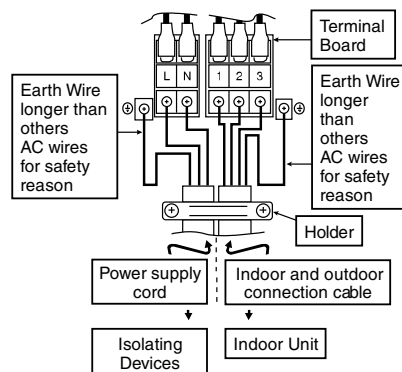 Terminal
Board
L N 1 2 3
Earth Wire
longer than
others
AC wires
for safety
reason
Earth Wire
longer
than
others
AC wires
for safety
reason
Holder
Power supply
cord
Indoor and outdoor
connection cable
Isolating
Devices
Indoor Unit